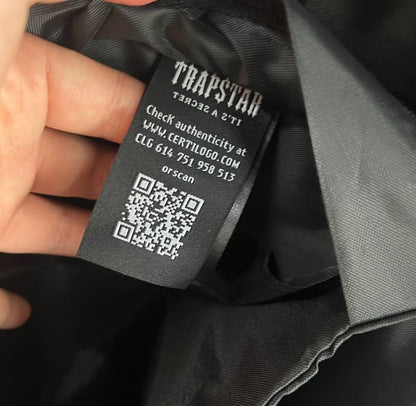 TRAPSTAR
IT'S A SECRET
Check authenticity at
WWW.CERTILOGO.COM
CLG 614 751 958 513
orscan